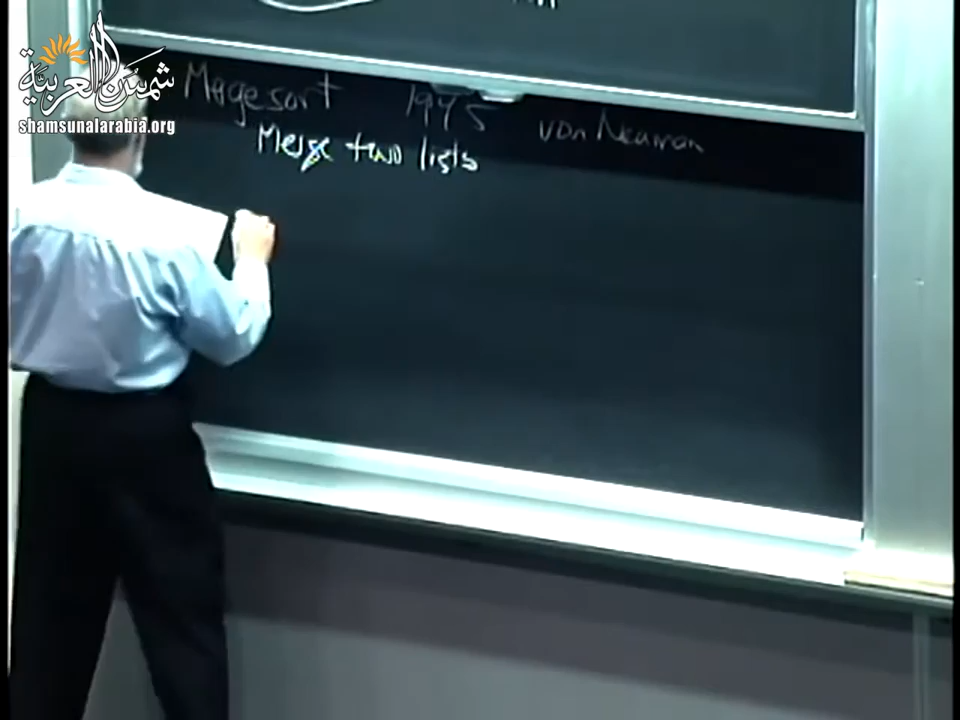 شمس العربية
shamsunalarabia.org
Mergesort 1945 von Neuman
Merge two lists